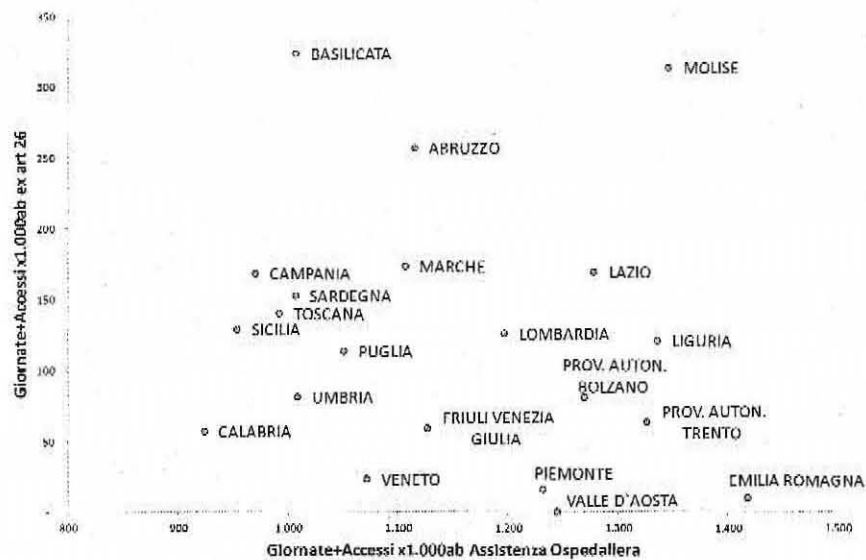 Giornate+Accessi x1.000ab ex art 26
350
300
250
200
150
100
50
-
BASILICATA
MOLISE
ABRUZZO
CAMPANIA
MARCHE
LAZIO
SARDEGNA
TOSCANA
SICILIA
LOMBARDIA
LIGURIA
PUGLIA
PROV. AUTON.
BOLZANO
UMBRIA
FRIULI VENEZIA
GIULIA
PROV. AUTON.
TRENTO
CALABRIA
VENETO
PIEMONTE
EMILIA ROMAGNA
VALLE D`AOSTA
800
900
1.000
1.100
1.200
1.300
1.400
1.500
Giornate+Accessi x1.000ab Assistenza Ospedaliera